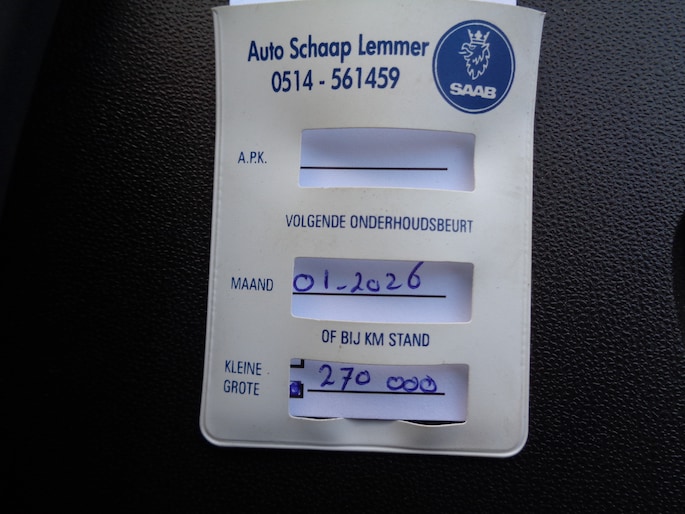 Auto Schaap Lemmer
0514 - 561459
SAAB
A.P.K.
VOLGENDE ONDERHOUDSBEURT
MAAND 01-2026
OF BIJ KM STAND
KLEINE
GROTE 270 000